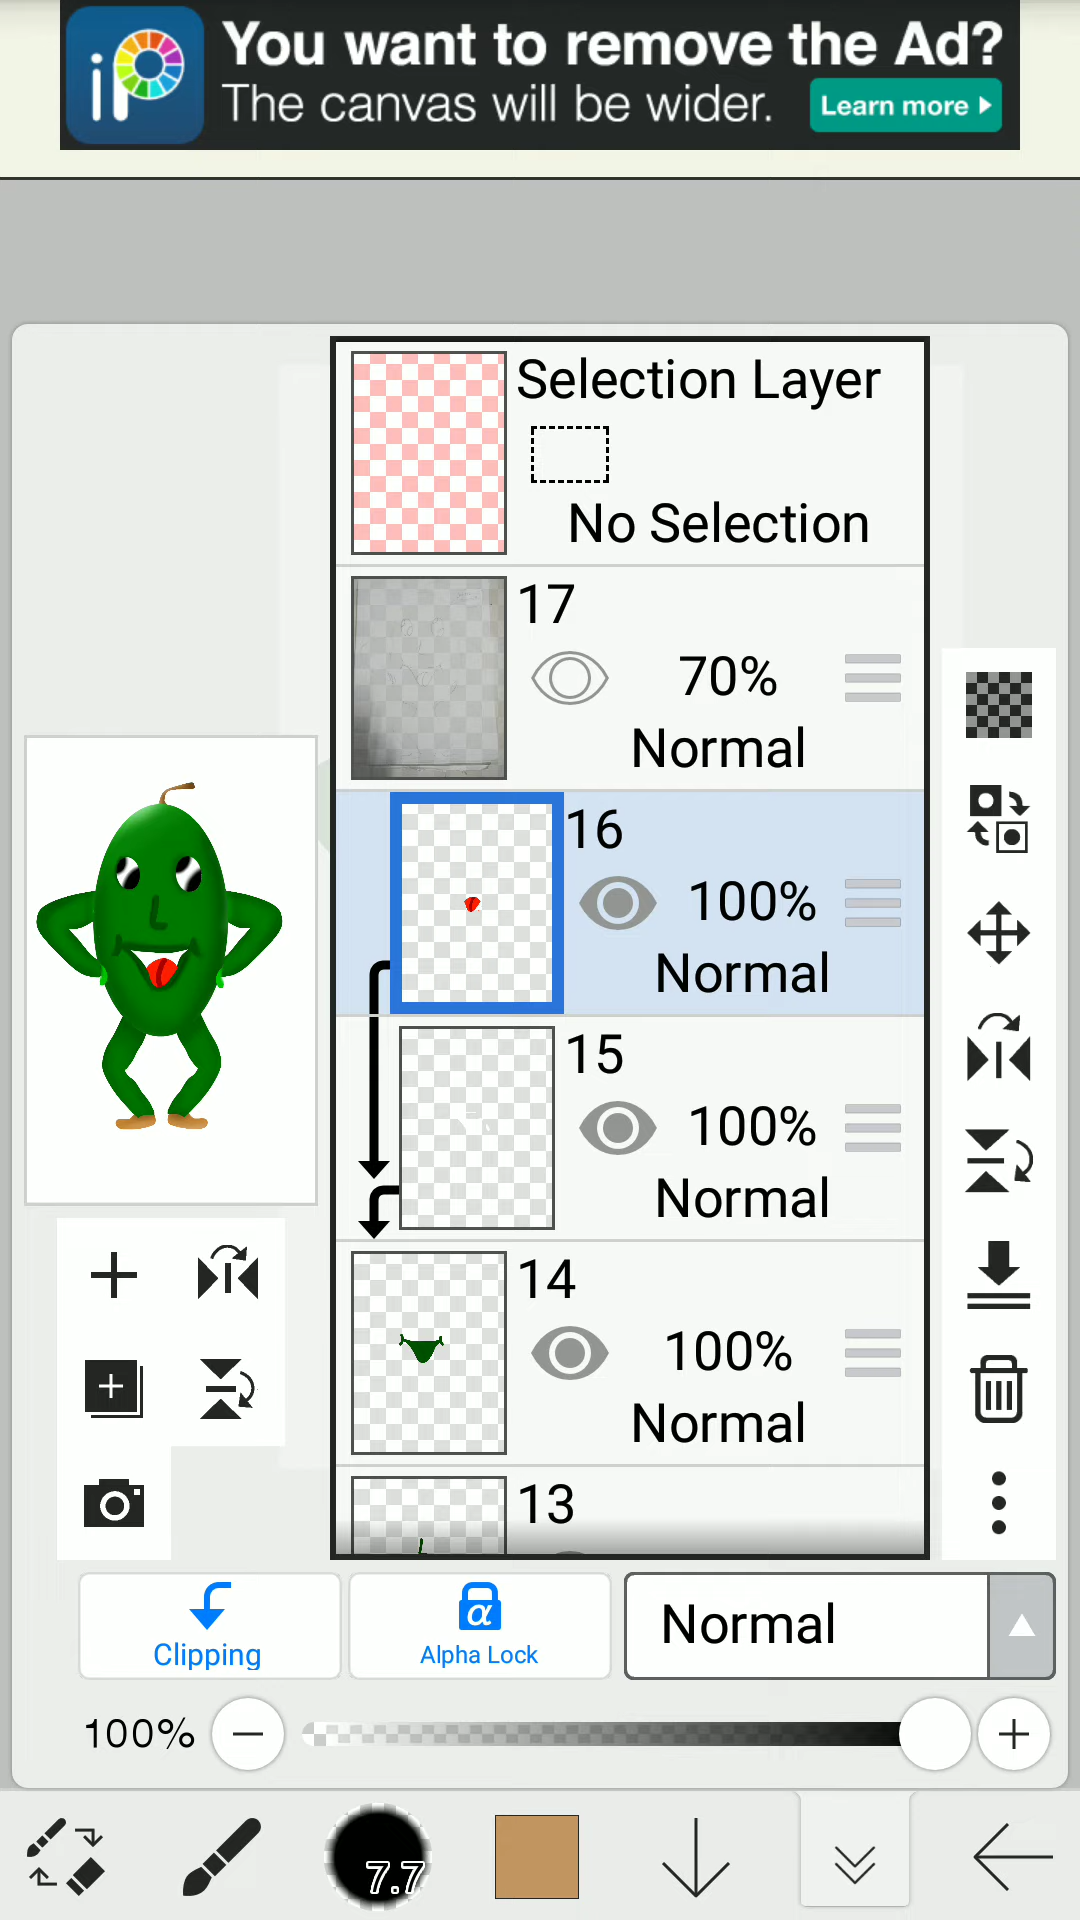 iP
You want to remove the Ad?
The canvas will be wider.
Learn more
Selection Layer
No Selection
17
70%
Normal
16
100%
Normal
15
100%
Normal
14
100%
Normal
13
Clipping
α
Alpha Lock
Normal
100%
7.7